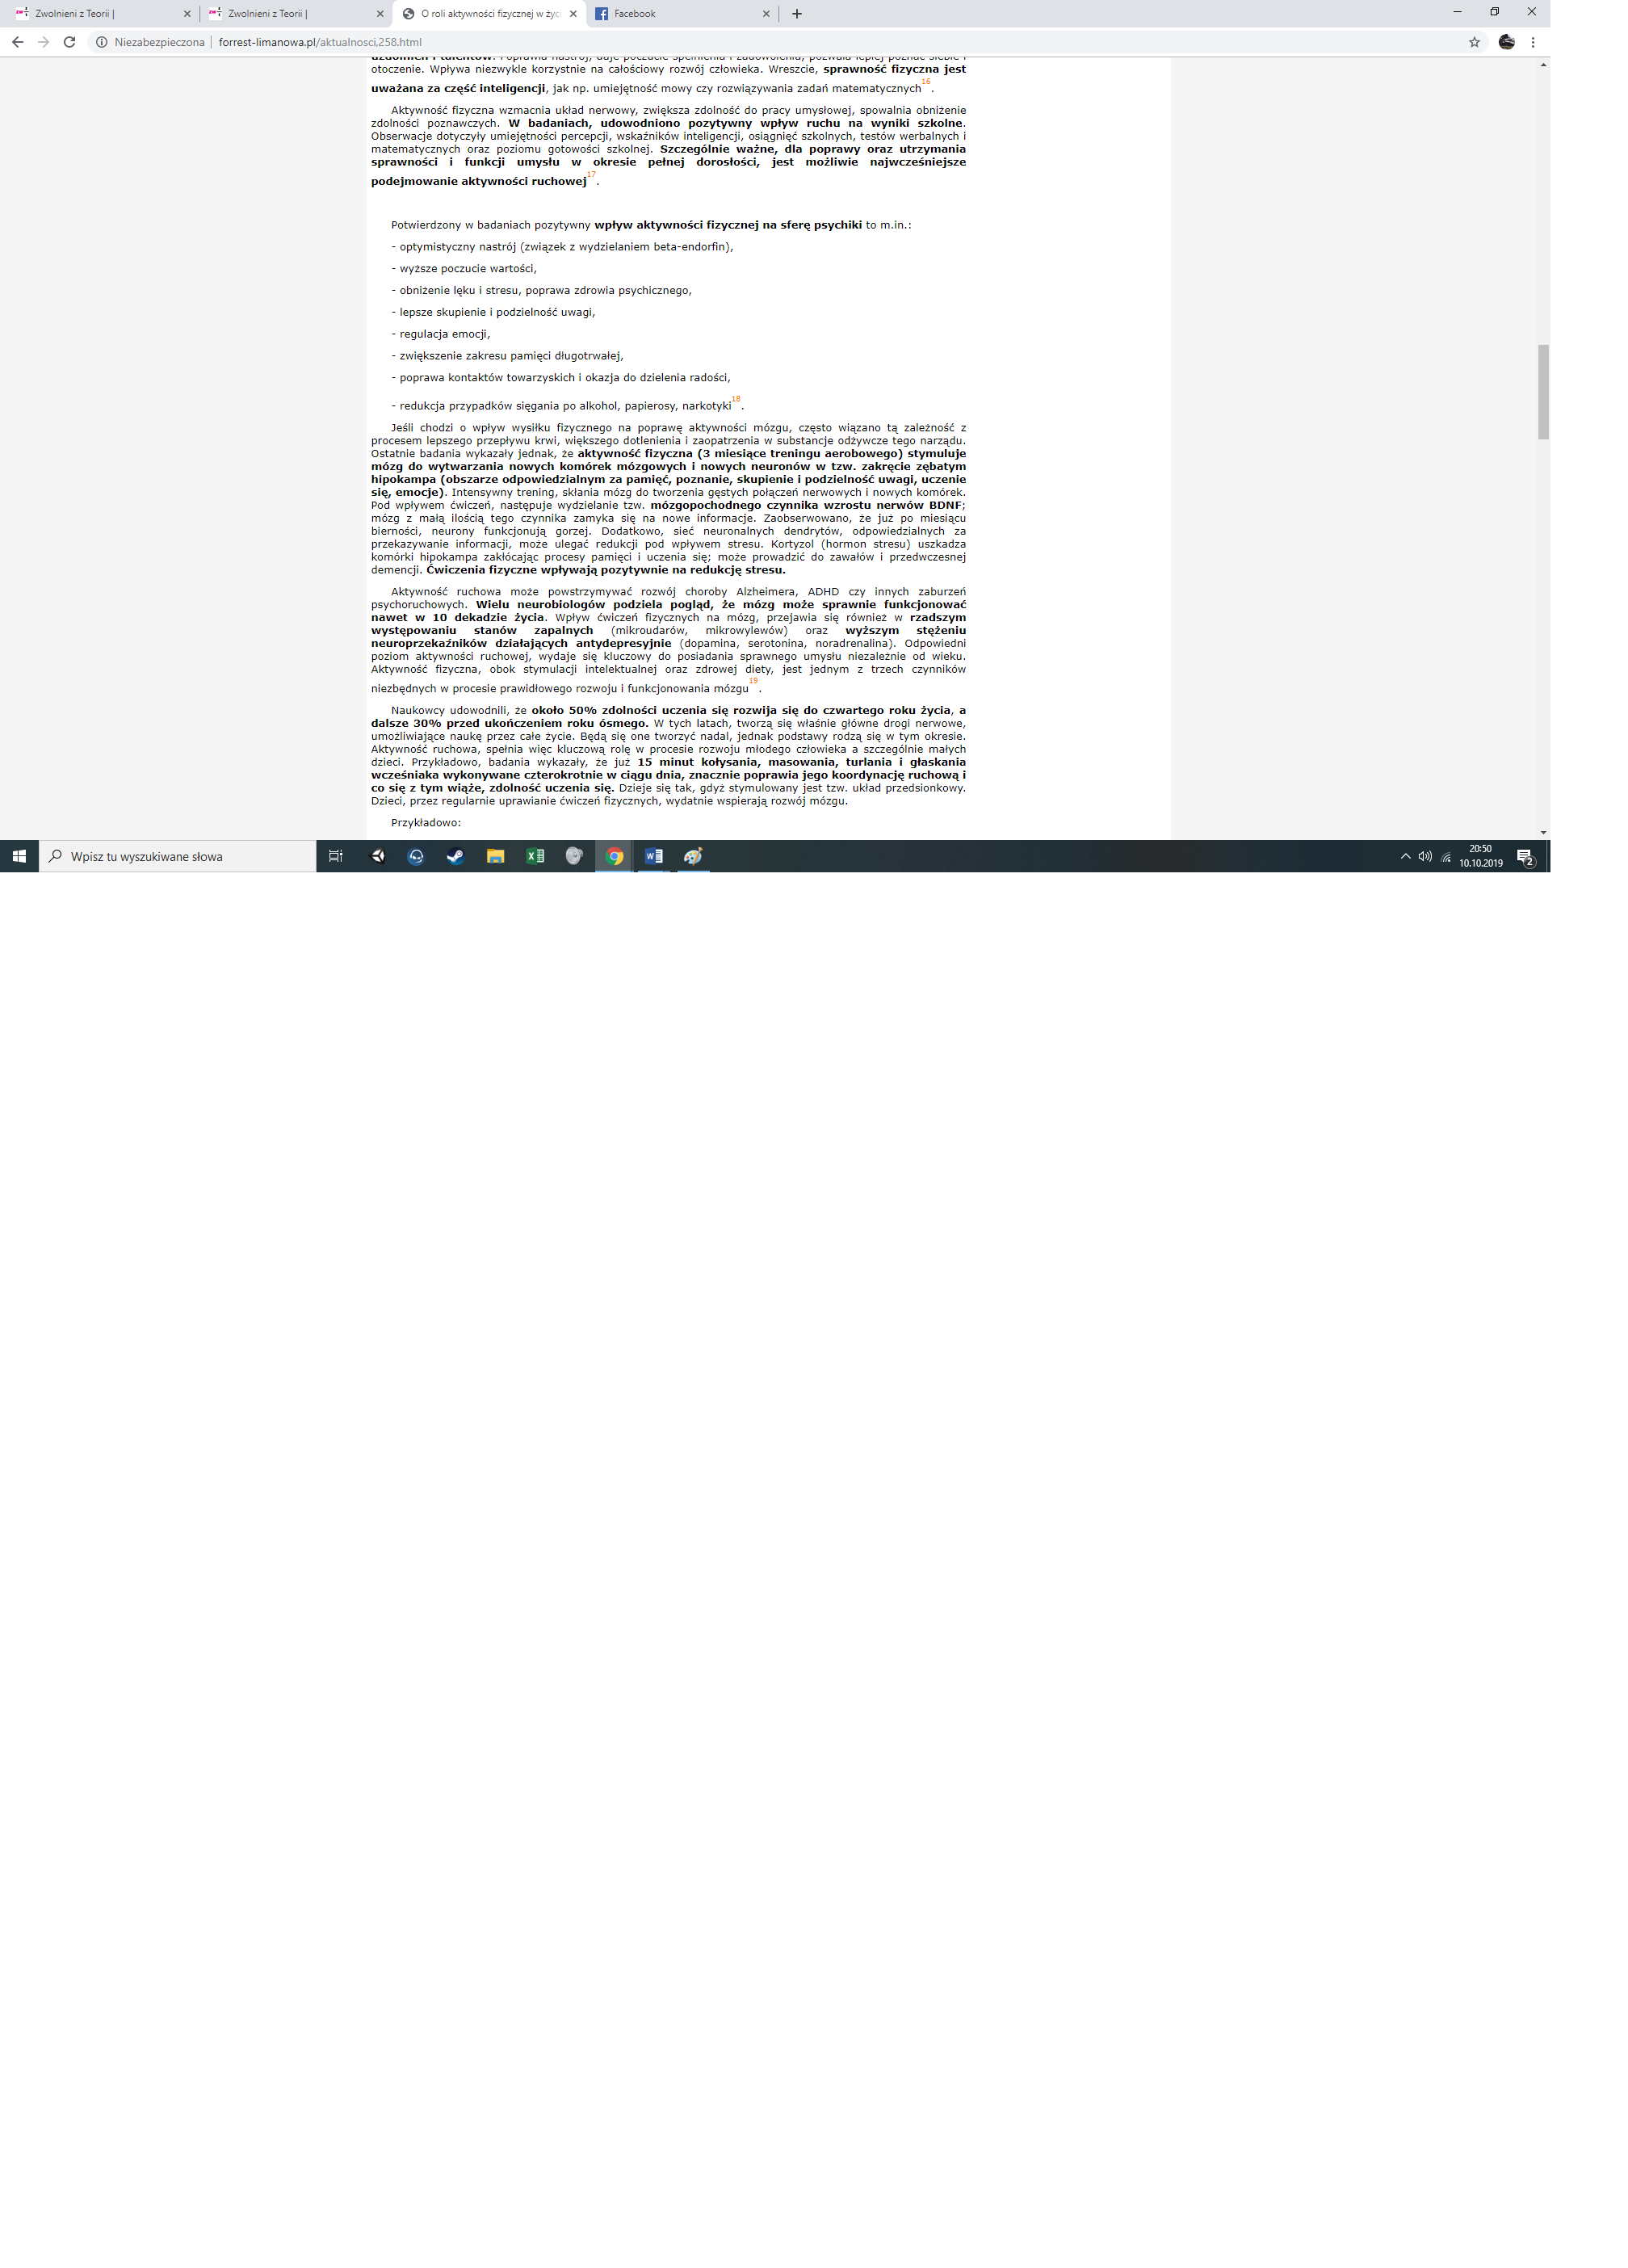 Zwolnieni z Teorii |
Zwolnieni z Teorii |
O roli aktywności fizycznej w życi
Facebook
Niezabezpieczona | forrest-limanowa.pl/aktualnosci,258.html
uzdolnień i talentów. Poprawia nastrój, daje poczucie spełnienia i zadowolenia, pozwala lepiej poznać siebie i
otoczenie. Wpływa niezwykle korzystnie na całościowy rozwój człowieka. Wreszcie, sprawność fizyczna jest
uważana za część inteligencji, jak np. umiejętność mowy czy rozwiązywania zadań matematycznych16.
Aktywność fizyczna wzmacnia układ nerwowy, zwiększa zdolność do pracy umysłowej, spowalnia obniżenie
zdolności poznawczych. W badaniach, udowodniono pozytywny wpływ ruchu na wyniki szkolne.
Obserwacje dotyczyły umiejętności percepcji, wskaźników inteligencji, osiągnięć szkolnych, testów werbalnych i
matematycznych oraz poziomu gotowości szkolnej. Szczególnie ważne, dla poprawy oraz utrzymania
sprawności i funkcji umysłu w okresie pełnej dorosłości, jest możliwie najwcześniejsze
podejmowanie aktywności ruchowej17.
Potwierdzony w badaniach pozytywny wpływ aktywności fizycznej na sferę psychiki to m.in.:
- optymistyczny nastrój (związek z wydzielaniem beta-endorfin),
- wyższe poczucie wartości,
- obniżenie lęku i stresu, poprawa zdrowia psychicznego,
- lepsze skupienie i podzielność uwagi,
- regulacja emocji,
- zwiększenie zakresu pamięci długotrwałej,
- poprawa kontaktów towarzyskich i okazja do dzielenia radości,
- redukcja przypadków sięgania po alkohol, papierosy, narkotyki18.
Jeśli chodzi o wpływ wysiłku fizycznego na poprawę aktywności mózgu, często wiązano tą zależność z
procesem lepszego przepływu krwi, większego dotlenienia i zaopatrzenia w substancje odżywcze tego narządu.
Ostatnie badania wykazały jednak, że aktywność fizyczna (3 miesiące treningu aerobowego) stymuluje
mózg do wytwarzania nowych komórek mózgowych i nowych neuronów w tzw. zakręcie zębatym
hipokampa (obszarze odpowiedzialnym za pamięć, poznanie, skupienie i podzielność uwagi, uczenie
się, emocje). Intensywny trening, skłania mózg do tworzenia gęstych połączeń nerwowych i nowych komórek.
Pod wpływem ćwiczeń, następuje wydzielanie tzw. mózgopochodnego czynnika wzrostu nerwów BDNF;
mózg z małą ilością tego czynnika zamyka się na nowe informacje. Zaobserwowano, że już po miesiącu
bierności, neurony funkcjonują gorzej. Dodatkowo, sieć neuronalnych dendrytów, odpowiedzialnych za
przekazywanie informacji, może ulegać redukcji pod wpływem stresu. Kortyzol (hormon stresu) uszkadza
komórki hipokampa zakłócając procesy pamięci i uczenia się; może prowadzić do zawałów i przedwczesnej
demencji. Ćwiczenia fizyczne wpływają pozytywnie na redukcję stresu.
Aktywność ruchowa może powstrzymywać rozwój choroby Alzheimera, ADHD czy innych zaburzeń
psychoruchowych. Wielu neurobiologów podziela pogląd, że mózg może sprawnie funkcjonować
nawet w 10 dekadzie życia. Wpływ ćwiczeń fizycznych na mózg, przejawia się również w rzadszym
występowaniu stanów zapalnych (mikroudarów, mikrowylewów) oraz wyższym stężeniu
neuroprzekaźników działających antydepresyjnie (dopamina, serotonina, noradrenalina). Odpowiedni
poziom aktywności ruchowej, wydaje się kluczowy do posiadania sprawnego umysłu niezależnie od wieku.
Aktywność fizyczna, obok stymulacji intelektualnej oraz zdrowej diety, jest jednym z trzech czynników
niezbędnych w procesie prawidłowego rozwoju i funkcjonowania mózgu19.
Naukowcy udowodnili, że około 50% zdolności uczenia się rozwija się do czwartego roku życia, a
dalsze 30% przed ukończeniem roku ósmego. W tych latach, tworzą się właśnie główne drogi nerwowe,
umożliwiające naukę przez całe życie. Będą się one tworzyć nadal, jednak podstawy rodzą się w tym okresie.
Aktywność ruchowa, spełnia więc kluczową rolę w procesie rozwoju młodego człowieka a szczególnie małych
dzieci. Przykładowo, badania wykazały, że już 15 minut kołysania, masowania, turlania i głaskania
wcześniaka wykonywane czterokrotnie w ciągu dnia, znacznie poprawia jego koordynację ruchową i
co się z tym wiąże, zdolność uczenia się. Dzieje się tak, gdyż stymulowany jest tzw. układ przedsionkowy.
Dzieci, przez regularnie uprawianie ćwiczeń fizycznych, wydatnie wspierają rozwój mózgu.
Przykładowo:
Wpisz tu wyszukiwane słowa
20:50
10.10.2019
2